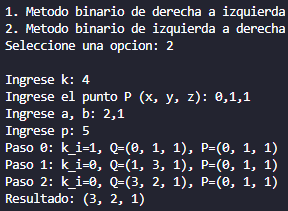 1. Metodo binario de derecha a izquierda
2. Metodo binario de izquierda a derecha
Seleccione una opcion: 2
Ingrese k: 4
Ingrese el punto P (x, y, z): 0,1,1
Ingrese a, b: 2,1
Ingrese p: 5
Paso 0: k_i=1, Q=(0, 1, 1), P=(0, 1, 1)
Paso 1: k_i=0, Q=(1, 3, 1), P=(0, 1, 1)
Paso 2: k_i=0, Q=(3, 2, 1), P=(0, 1, 1)
Resultado: (3, 2, 1)